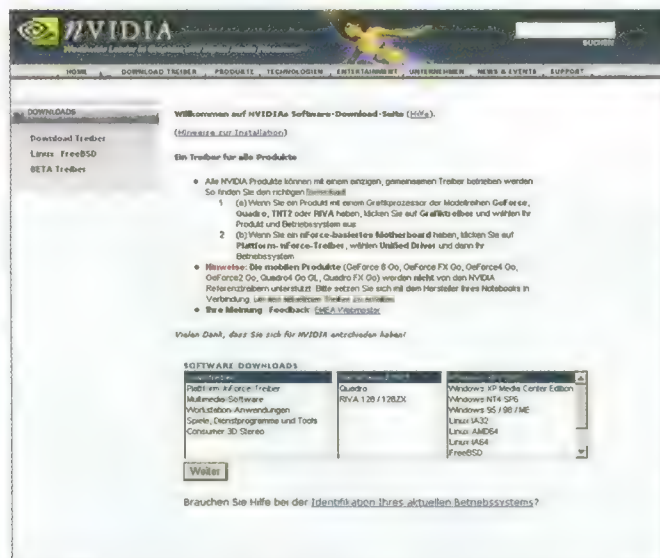 NVIDIA
SUCHEN
HOME DOWNLOAD TREIBER PRODUKTE TECHNOLOGIEN ENTERTAINMENT UNTERNEHMEN NEWS & EVENTS SUPPORT
DOWNLOADS
Download Treiber
Linux FreeBSD
BETA Treiber
Willkommen auf NVIDIAs Software-Download-Seite (Hilfe).
(Hinweise zur Installation)
Ein Treiber für alle Produkte
• Alle NVIDIA Produkte können mit einem einzigen, gemeinsamen Treiber betrieben werden
So finden Sie den richtigen Download
1 (a) Wenn Sie ein Produkt mit einem Grafikprozessor der Modellreihen GeForce,
Quadro, TNT2 oder RIVA haben, klicken Sie auf Grafiktreiber und wählen Ihr
Produkt und Betriebssystem aus
2 (b) Wenn Sie ein nForce-basiertes Motherboard haben, klicken Sie auf
Plattform-nForce-Treiber, wählen Unified Driver und dann Ihr
Betriebssystem
• Hinweise: Die mobilen Produkte (GeForce 8 Go, GeForce FX Go, GeForce4 Go,
GeForce2 Go, Quadro4 Go GL, Quadro FX Go) werden nicht von den NVIDIA
Referenztreibern unterstützt. Bitte setzen Sie sich mit dem Hersteller Ihres Notebooks in
Verbindung, um den aktuellsten Treiber zu erhalten
• Ihre Meinung: Feedback: EMEA Webmaster
Vielen Dank, dass Sie sich für NVIDIA entschieden haben!
SOFTWARE DOWNLOADS
Plattform nForce Treiber Quadro Windows XP Media Center Edition
Multimedia-Software RIVA 128 / 128ZX Windows NT4 SP6
Workstation-Anwendungen Windows 95 / 98 / ME
Spiele, Dienstprogramme und Tools Linux IA32
Consumer 3D Stereo Linux AMD64
Linux IA64
FreeBSD
Weiter
Brauchen Sie Hilfe bei der Identifikation Ihres aktuellen Betriebssystems?